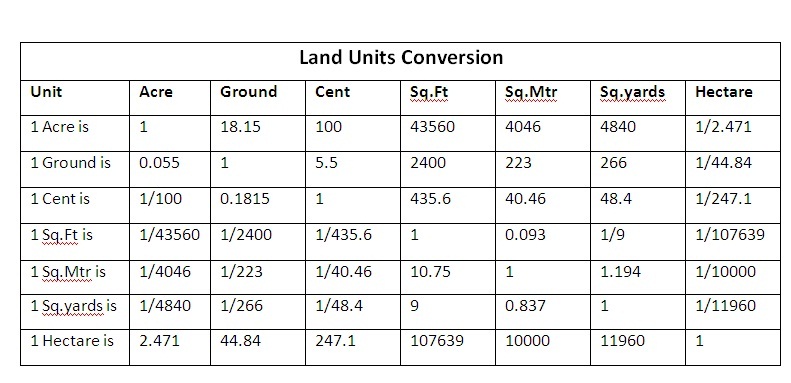 Land Units Conversion
Unit Acre Ground Cent Sq.Ft Sq.Mtr Sq.yards Hectare
1 Acre is 1 18.15 100 43560 4046 4840 1/2.471
1 Ground is 0.055 1 5.5 2400 223 266 1/44.84
1 Cent is 1/100 0.1815 1 435.6 40.46 48.4 1/247.1
1 Sq.Ft is 1/43560 1/2400 1/435.6 1 0.093 1/9 1/107639
1 Sq.Mtr is 1/4046 1/223 1/40.46 10.75 1 1.194 1/10000
1 Sq.yards is 1/4840 1/266 1/48.4 9 0.837 1 1/11960
1 Hectare is 2.471 44.84 247.1 107639 10000 11960 1